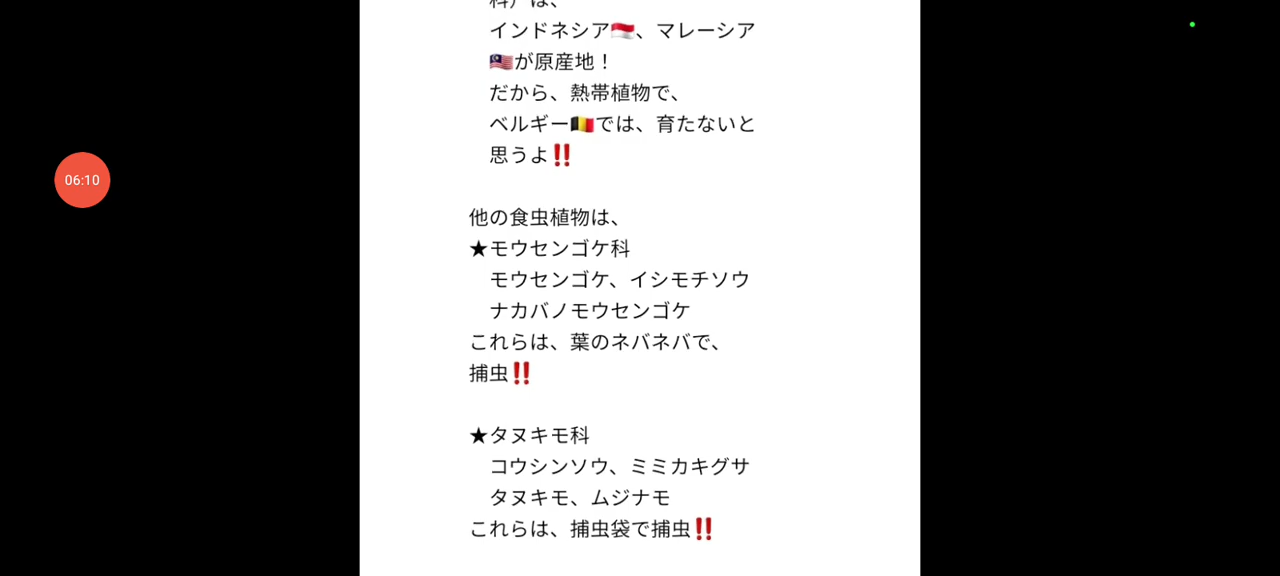 科）は、
インドネシア🇮🇩、マレーシア
🇲🇾が原産地！
だから、熱帯植物で、
ベルギー🇧🇪では、育たないと
思うよ‼️
06:10
他の食虫植物は、
★モウセンゴケ科
モウセンゴケ、イシモチソウ
ナカバノモウセンゴケ
これらは、葉のネバネバで、
捕虫‼️
★タヌキモ科
コウシンソウ、ミミカキグサ
タヌキモ、ムジナモ
これらは、捕虫袋で捕虫‼️